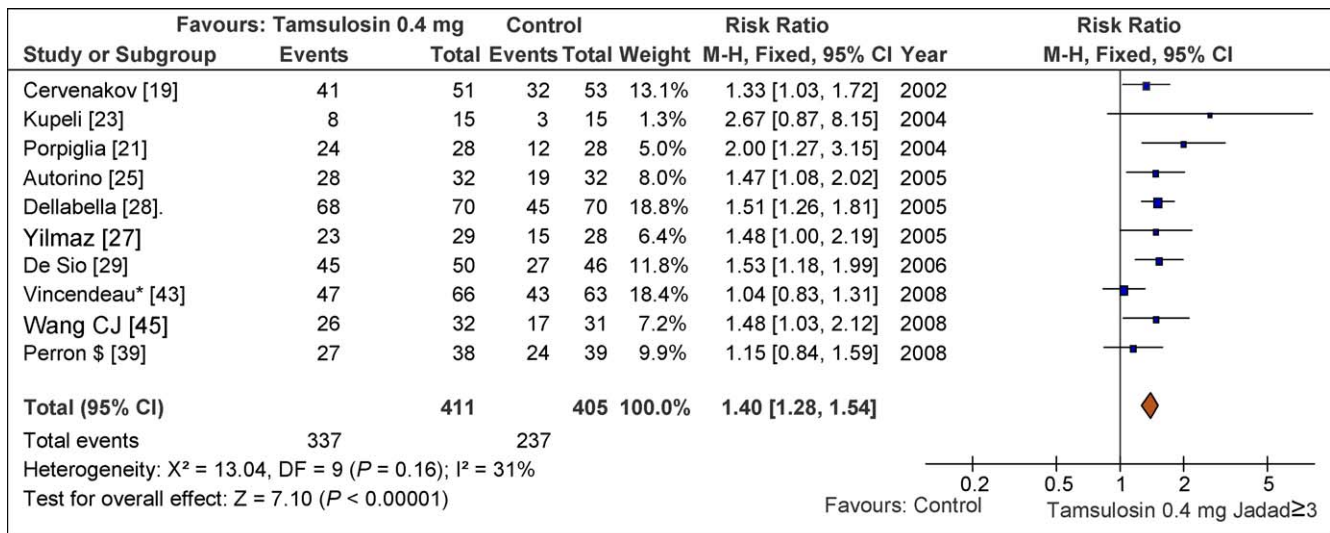 Favours: Tamsulosin 0.4 mg Control Risk Ratio Risk Ratio
Study or Subgroup Events Total Events Total Weight M-H, Fixed, 95% CI Year M-H, Fixed, 95% CI
Cervenakov [19] 41 51 32 53 13.1% 1.33 [1.03, 1.72] 2002
Kupeli [23] 8 15 3 15 1.3% 2.67 [0.87, 8.15] 2004
Porpiglia [21] 24 28 12 28 5.0% 2.00 [1.27, 3.15] 2004
Autorino [25] 28 32 19 32 8.0% 1.47 [1.08, 2.02] 2005
Dellabella [28]. 68 70 45 70 18.8% 1.51 [1.26, 1.81] 2005
Yilmaz [27] 23 29 15 28 6.4% 1.48 [1.00, 2.19] 2005
De Sio [29] 45 50 27 46 11.8% 1.53 [1.18, 1.99] 2006
Vincendeau* [43] 47 66 43 63 18.4% 1.04 [0.83, 1.31] 2008
Wang CJ [45] 26 32 17 31 7.2% 1.48 [1.03, 2.12] 2008
Perron $ [39] 27 38 24 39 9.9% 1.15 [0.84, 1.59] 2008
Total (95% CI) 411 405 100.0% 1.40 [1.28, 1.54]
Total events 337 237
Heterogeneity: X² = 13.04, DF = 9 (P = 0.16); I² = 31%
Test for overall effect: Z = 7.10 (P < 0.00001)
0.2 0.5 1 2 5
Favours: Control Tamsulosin 0.4 mg Jadad≥3